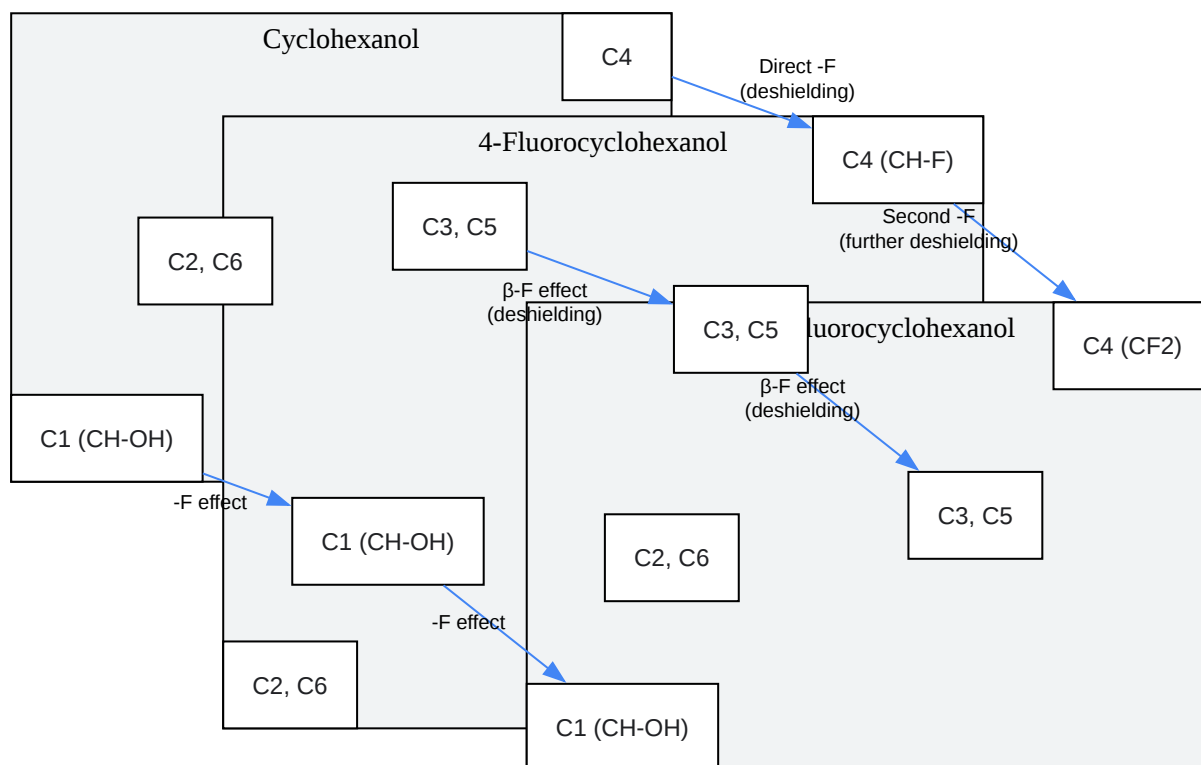 Cyclohexanol
C4
Direct -F
(deshielding)
4-Fluorocyclohexanol
C4 (CH-F)
C3, C5
Second -F
(further deshielding)
C2, C6
β-F effect
(deshielding)
C3, C5
luorocyclohexanol
C4 (CF2)
β-F effect
(deshielding)
C1 (CH-OH)
-F effect
C1 (CH-OH)
C3, C5
C2, C6
-F effect
C2, C6
C1 (CH-OH)